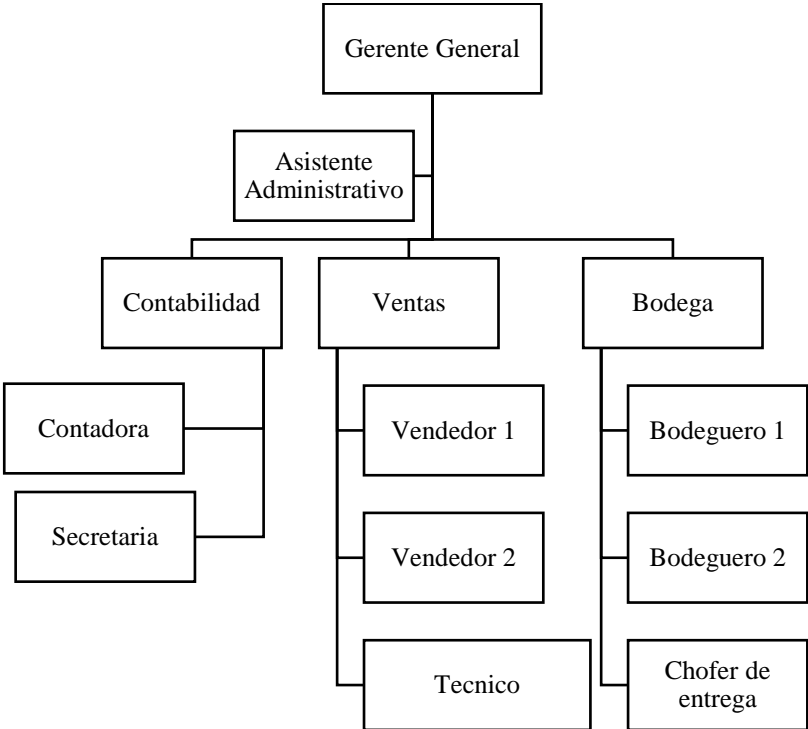 Gerente General
Asistente
Administrativo
Contabilidad
Ventas
Bodega
Contadora
Secretaria
Vendedor 1
Vendedor 2
Tecnico
Bodeguero 1
Bodeguero 2
Chofer de
entrega